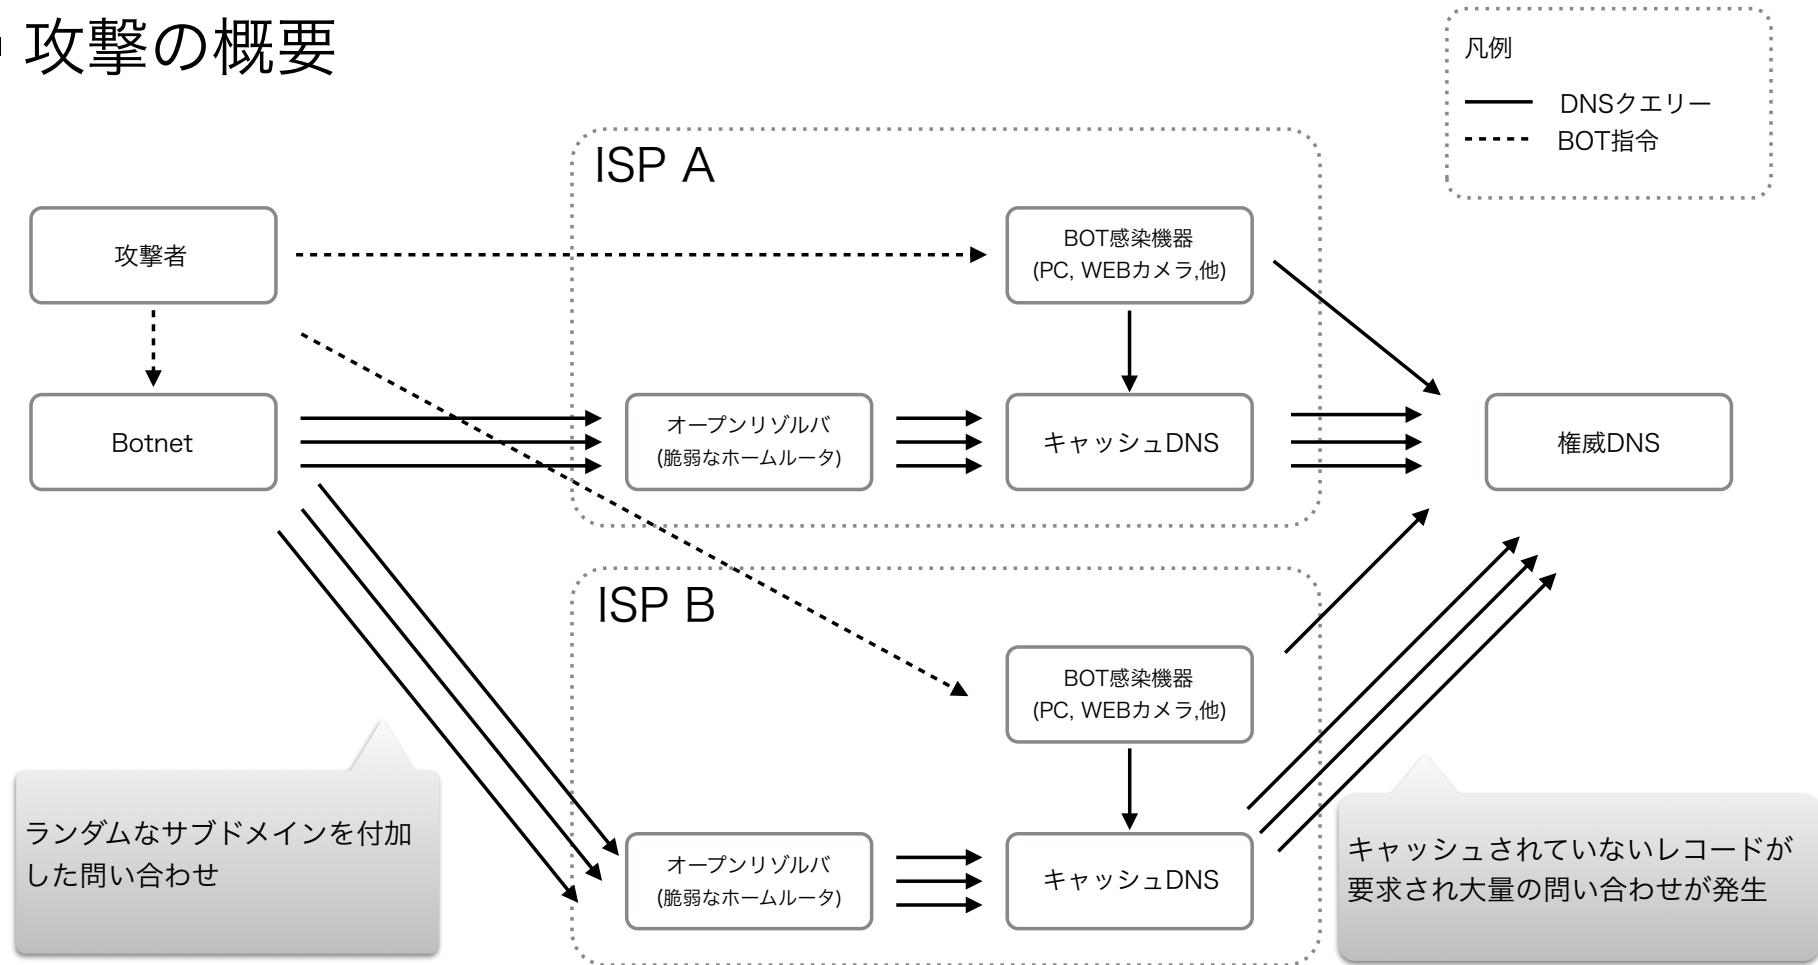 攻撃の概要
凡例
DNSクエリー
BOT指令
ISP A
攻撃者
BOT感染機器
(PC, WEBカメラ,他)
Botnet
オープンリゾルバ
(脆弱なホームルータ)
キャッシュDNS
権威DNS
ISP B
BOT感染機器
(PC, WEBカメラ,他)
ランダムなサブドメインを付加
した問い合わせ
オープンリゾルバ
(脆弱なホームルータ)
キャッシュDNS
キャッシュされていないレコードが
要求され大量の問い合わせが発生